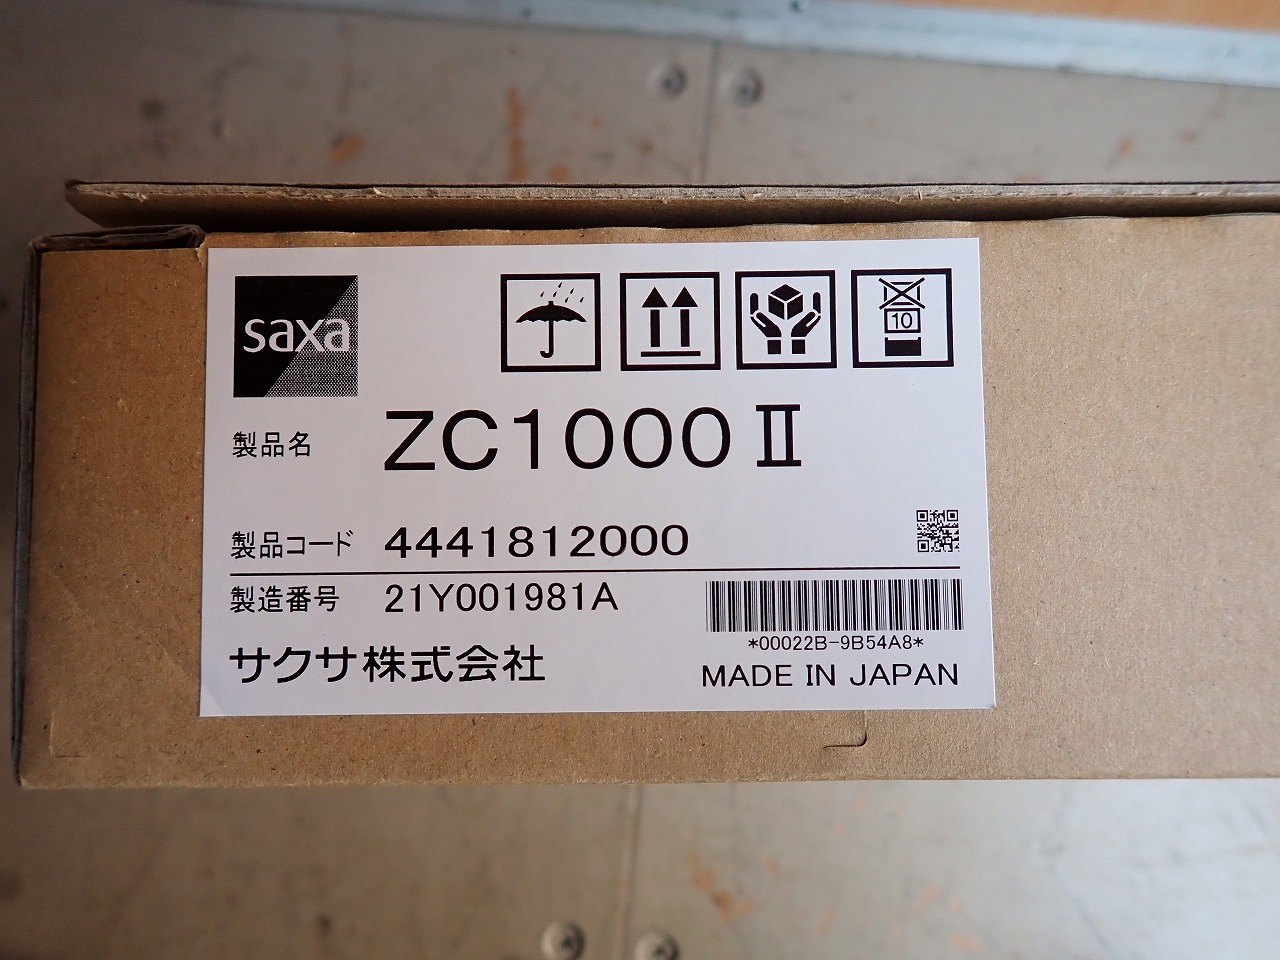 saxa
10
製品名 ZC1000Ⅱ
製品コード 4441812000
製造番号 21Y001981A
*00022B-9B54A8*
サクサ株式会社
MADE IN JAPAN